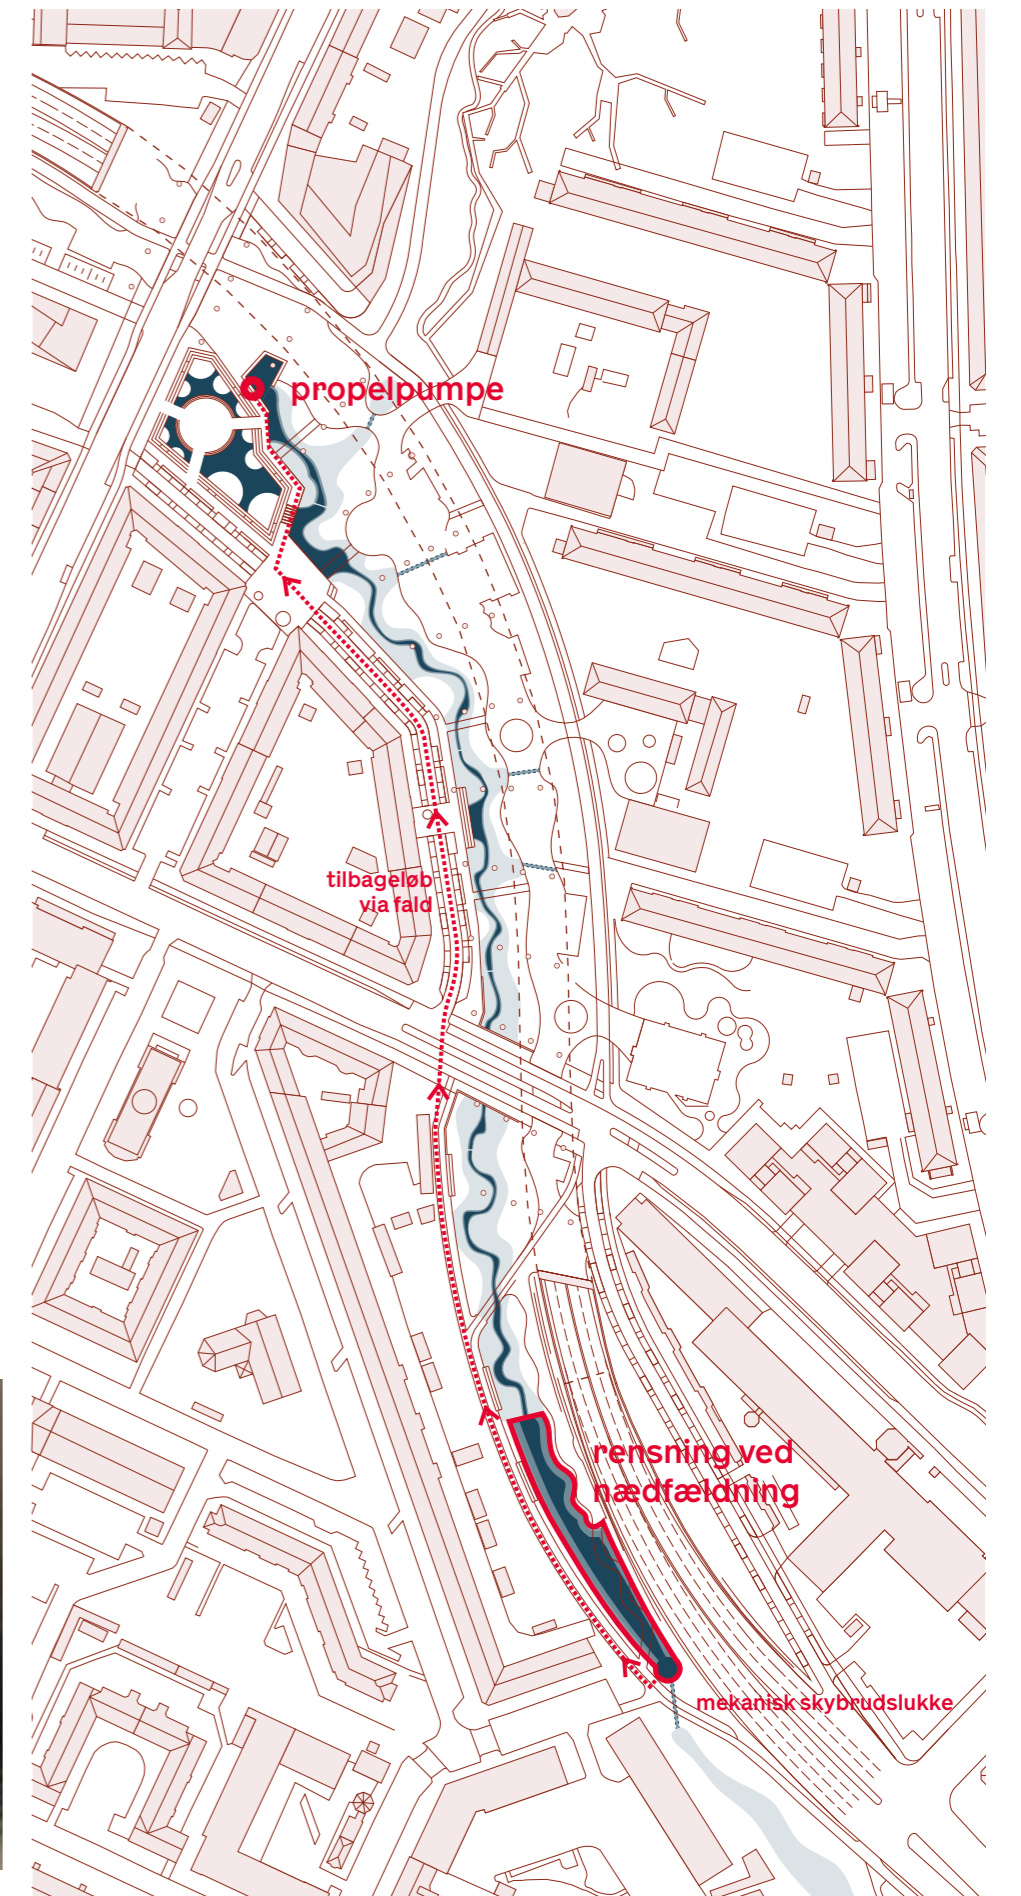 propelpumpe
tilbageløb
via fald
rensning ved
nædfældning
mekanisk skybrudslukke